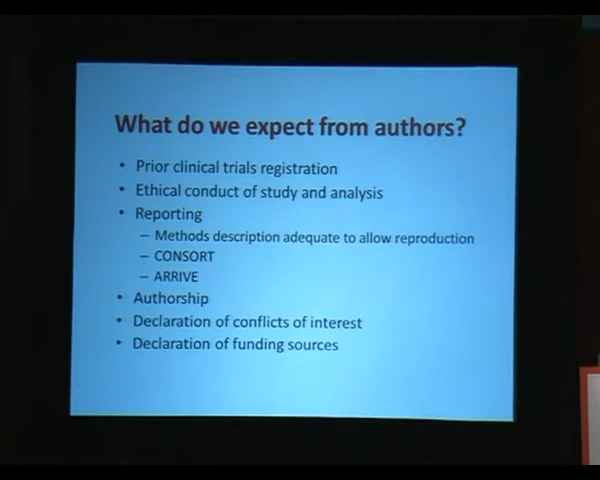 What do we expect from authors?
• Prior clinical trials registration
• Ethical conduct of study and analysis
• Reporting
– Methods description adequate to allow reproduction
– CONSORT
– ARRIVE
• Authorship
• Declaration of conflicts of interest
• Declaration of funding sources